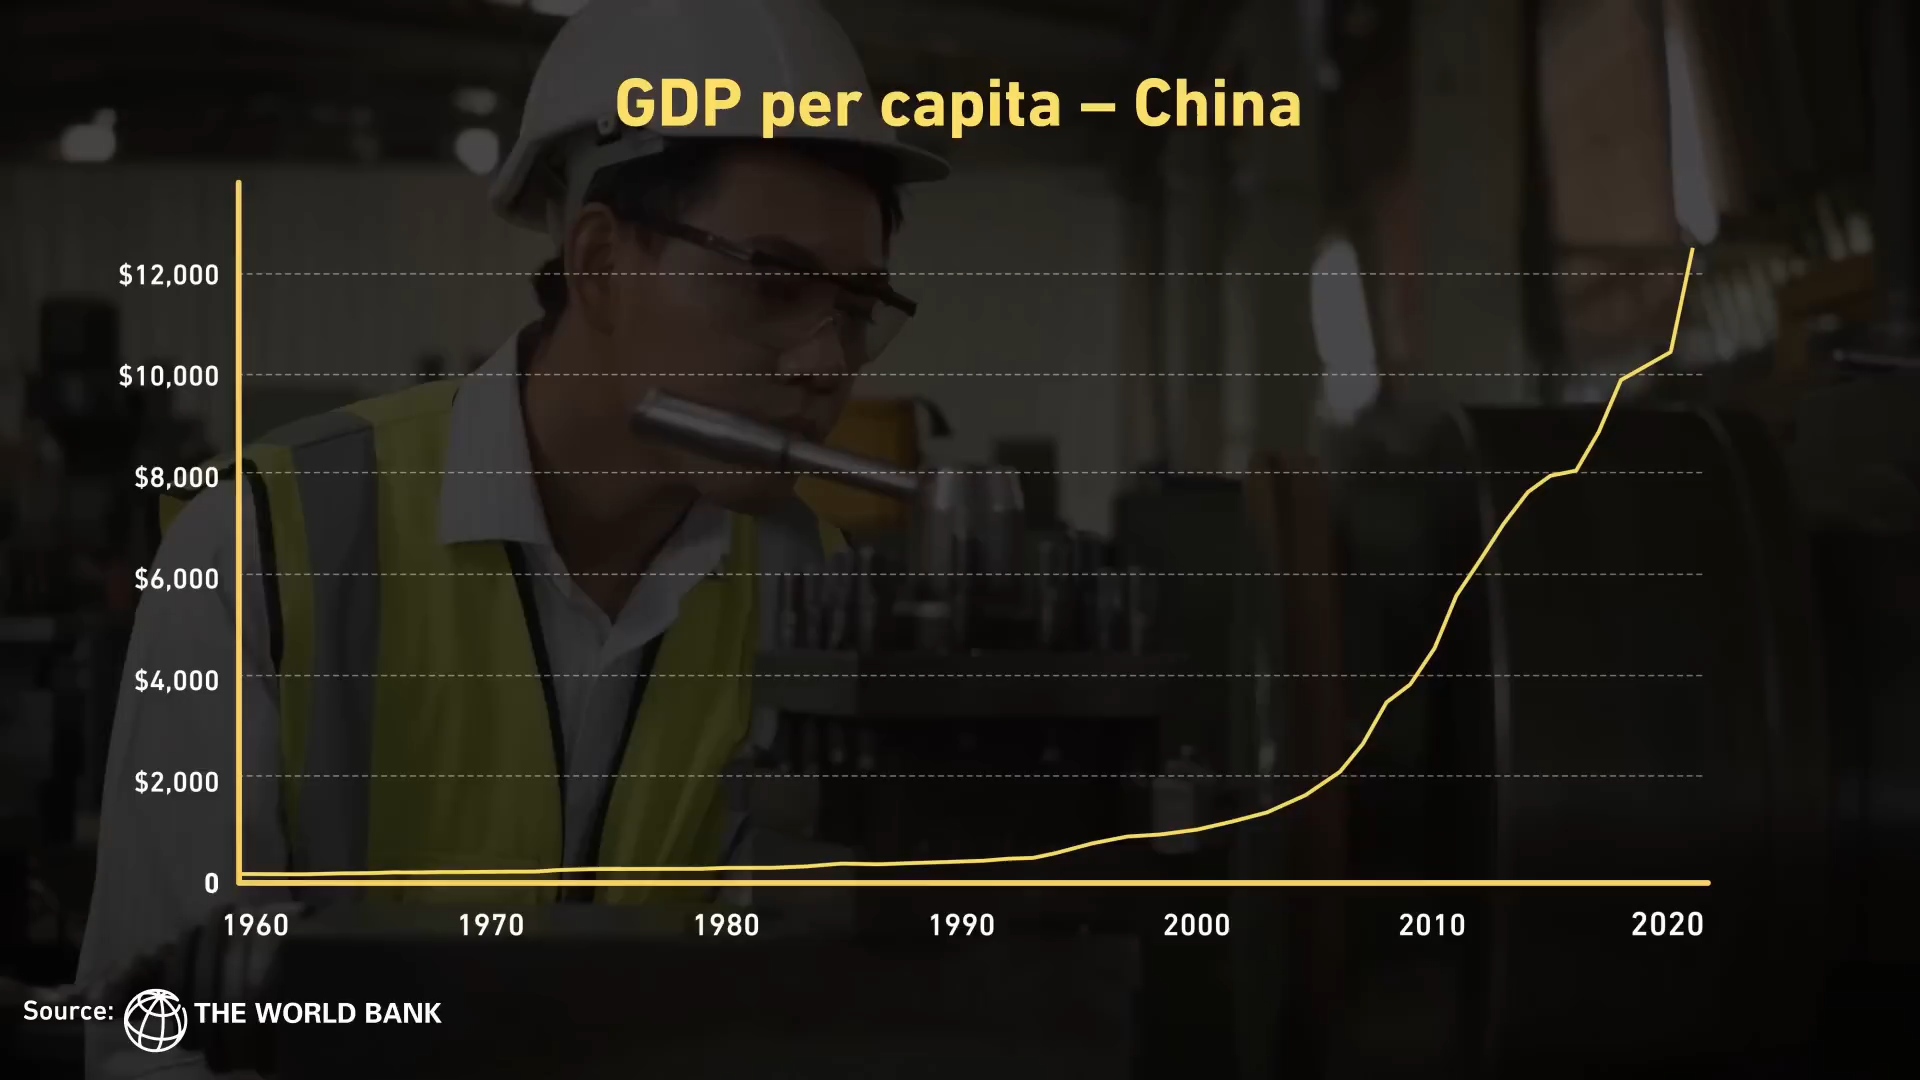 GDP per capita – China
$12,000
$10,000
$8,000
$6,000
$4,000
$2,000
0
1960 1970 1980 1990 2000 2010 2020
Source: THE WORLD BANK